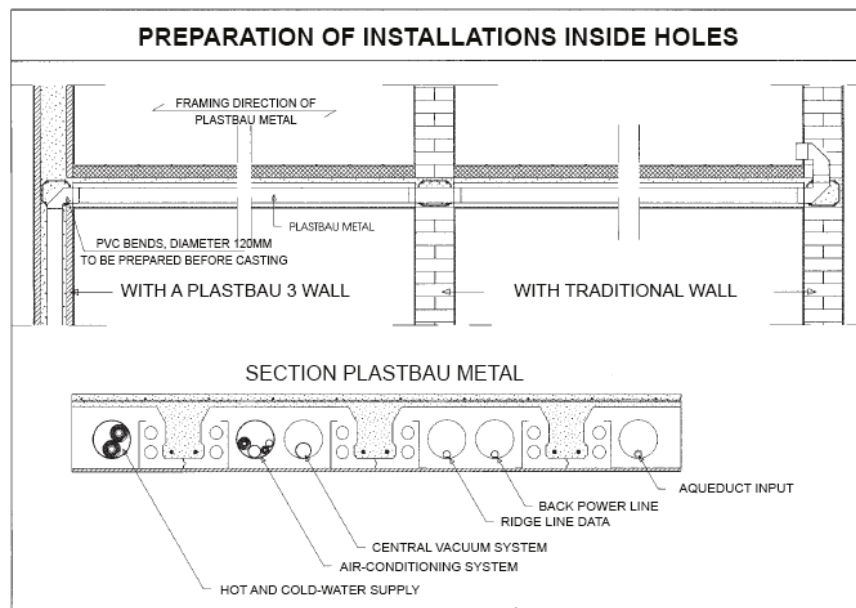 PREPARATION OF INSTALLATIONS INSIDE HOLES
FRAMING DIRECTION OF
PLASTBAU METAL
PLASTBAU METAL
PVC BENDS, DIAMETER 120MM
TO BE PREPARED BEFORE CASTING
WITH A PLASTBAU 3 WALL
WITH TRADITIONAL WALL
SECTION PLASTBAU METAL
AQUEDUCT INPUT
BACK POWER LINE
RIDGE LINE DATA
CENTRAL VACUUM SYSTEM
AIR-CONDITIONING SYSTEM
HOT AND COLD-WATER SUPPLY